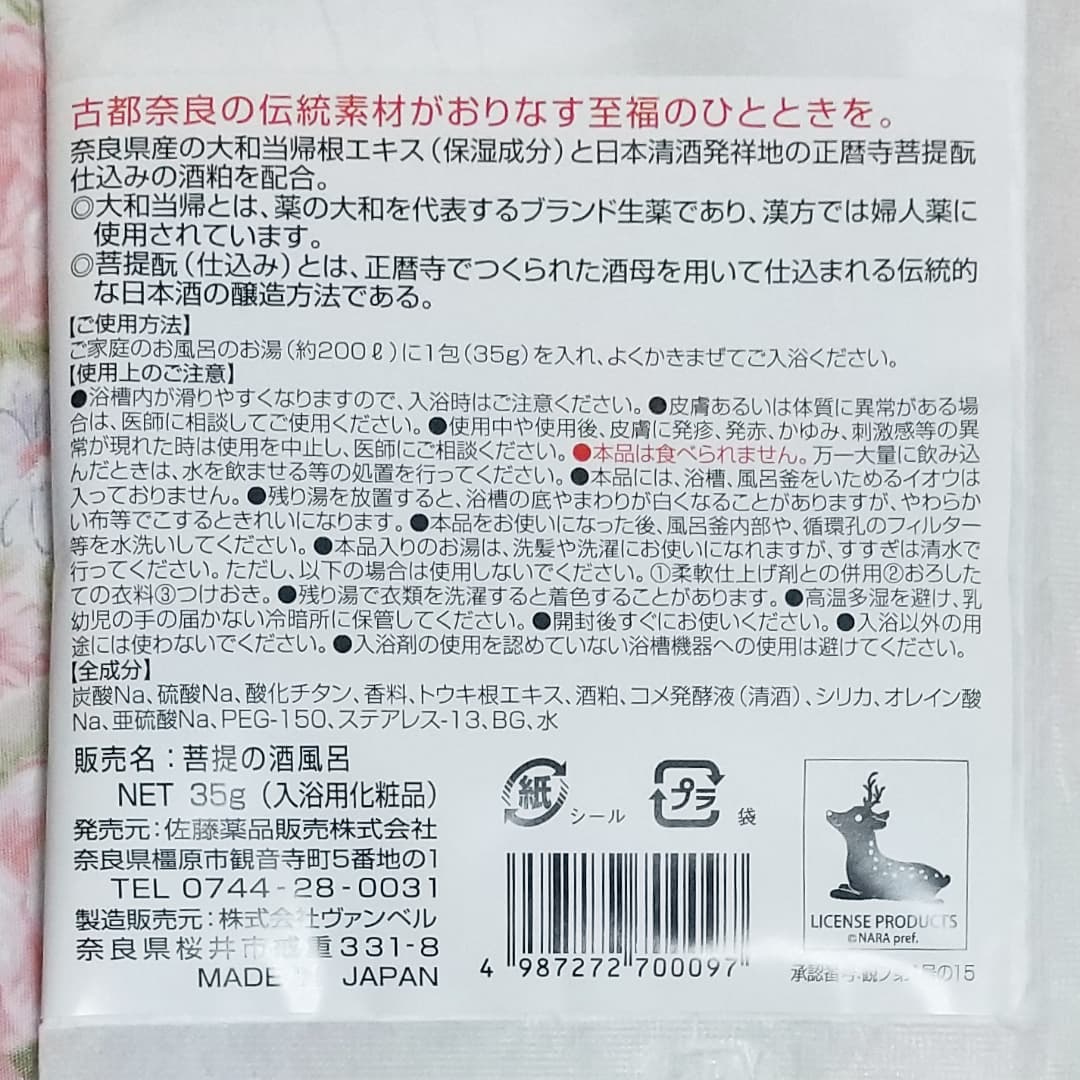 古都奈良の伝統素材がおりなす至福のひとときを。
奈良県産の大和当帰根エキス(保湿成分)と日本清酒発祥地の正暦寺菩提酛
仕込みの酒粕を配合。
◎大和当帰とは、薬の大和を代表するブランド生薬であり、漢方では婦人薬に
使用されています。
◎菩提酛(仕込み)とは、正暦寺でつくられた酒母を用いて仕込まれる伝統的
な日本酒の醸造方法である。
【ご使用方法】
ご家庭のお風呂のお湯(約200ℓ)に1包(35g)を入れ、よくかきまぜてご入浴ください。
【使用上のご注意】
●浴槽内が滑りやすくなりますので、入浴時はご注意ください。●皮膚あるいは体質に異常がある場
合は、医師に相談してご使用ください。●使用中や使用後、皮膚に発疹、発赤、かゆみ、刺激感等の異
常が現れた時は使用を中止し、医師にご相談ください。●本品は食べられません。万一大量に飲み込
んだときは、水を飲ませる等の処置を行ってください。●本品には、浴槽、風呂釜をいためるイオウは
入っておりません。●残り湯を放置すると、浴槽の底やまわりが白くなることがありますが、やわらか
い布等でこするときれいになります。●本品をお使いになった後、風呂釜内部や、循環孔のフィルター
等を水洗いしてください。●本品入りのお湯は、洗髪や洗濯にお使いになれますが、すすぎは清水で
行ってください。ただし、以下の場合は使用しないでください。①柔軟仕上げ剤との併用②おろした
ての衣料③つけおき。●残り湯で衣類を洗濯すると着色することがあります。●高温多湿を避け、乳
幼児の手の届かない冷暗所に保管してください。●開封後すぐにお使いください。●入浴以外の用
途には使わないでください。●入浴剤の使用を認めていない浴槽機器への使用は避けてください。
【全成分】
炭酸Na、硫酸Na、酸化チタン、香料、トウキ根エキス、酒粕、コメ発酵液(清酒)、シリカ、オレイン酸
Na、亜硫酸Na、PEG-150、ステアレス-13、BG、水
販売名:菩提の酒風呂
NET 35g(入浴用化粧品)
発売元:佐藤薬品販売株式会社
奈良県橿原市観音寺町5番地の1
TEL 0744-28-0031
製造販売元:株式会社ヴァンベル
奈良県桜井市戒重331-8
MADE IN JAPAN
紙 シール
プラ 袋
4 987272 700097
LICENSE PRODUCTS
©NARA pref.
承認番号:観ブ第 号の15